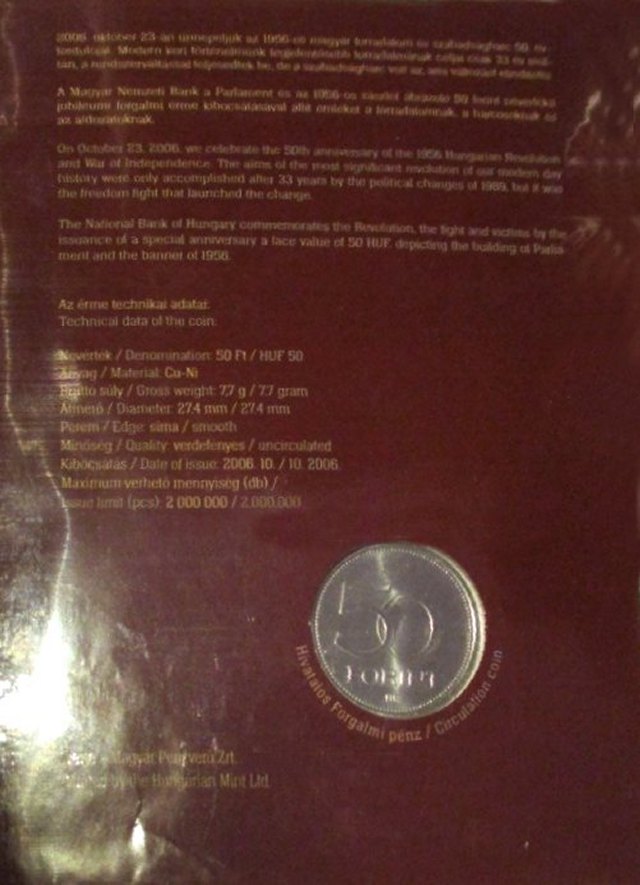 2006. október 23-án ünnepeljük az 1956-os magyar forradalom és szabadságharc 50. év-
fordulóját. Modern kori történelmünk legjelentősebb forradalmának céljai csak 33 év
a rendszerváltással teljesedtek be, de a szabadságharc volt az, ami
A Magyar Nemzeti Bank a Parlament és az 1956-os zászlót ábrázoló 50 forint névértékű
jubileumi forgalmi érme kibocsátásával állít emléket a forradalomnak, a harcosoknak és
az áldozatoknak.
On October 23, 2006, we celebrate the 50th anniversary of the 1956 Hungarian Revolution
and War of Independence. The aims of the most significant revolution of our modern day
history were only accomplished after 33 years by the political changes of 1989, but it was
the freedom fight that launched the change.
The National Bank of Hungary commemorates the Revolution, the fight and victims by the
issuance of a special anniversary a face value of 50 HUF, depicting the building of Parlia-
ment and the banner of 1956.
Az érme technikai adatai:
Technical data of the coin:
Névérték / Denomination: 50 Ft / HUF 50
Anyag / Material: Cu-Ni
Bruttó súly / Gross weight: 7,7 g / 7.7 gram
Átmérő / Diameter: 27,4 mm / 27.4 mm
Perem / Edge: sima / smooth
Minőség / Quality: verdefényes / uncirculated
Kibocsátás / Date of issue: 2006. 10. / 10. 2006.
Maximum verhető mennyiség (db) /
Issue limit (pcs): 2 000 000 / 2,000,000
50
FORINT
Hivatalos Forgalmi pénz / Circulation coin
Magyar Pénzverő Zrt.
by the Hungarian Mint Ltd.